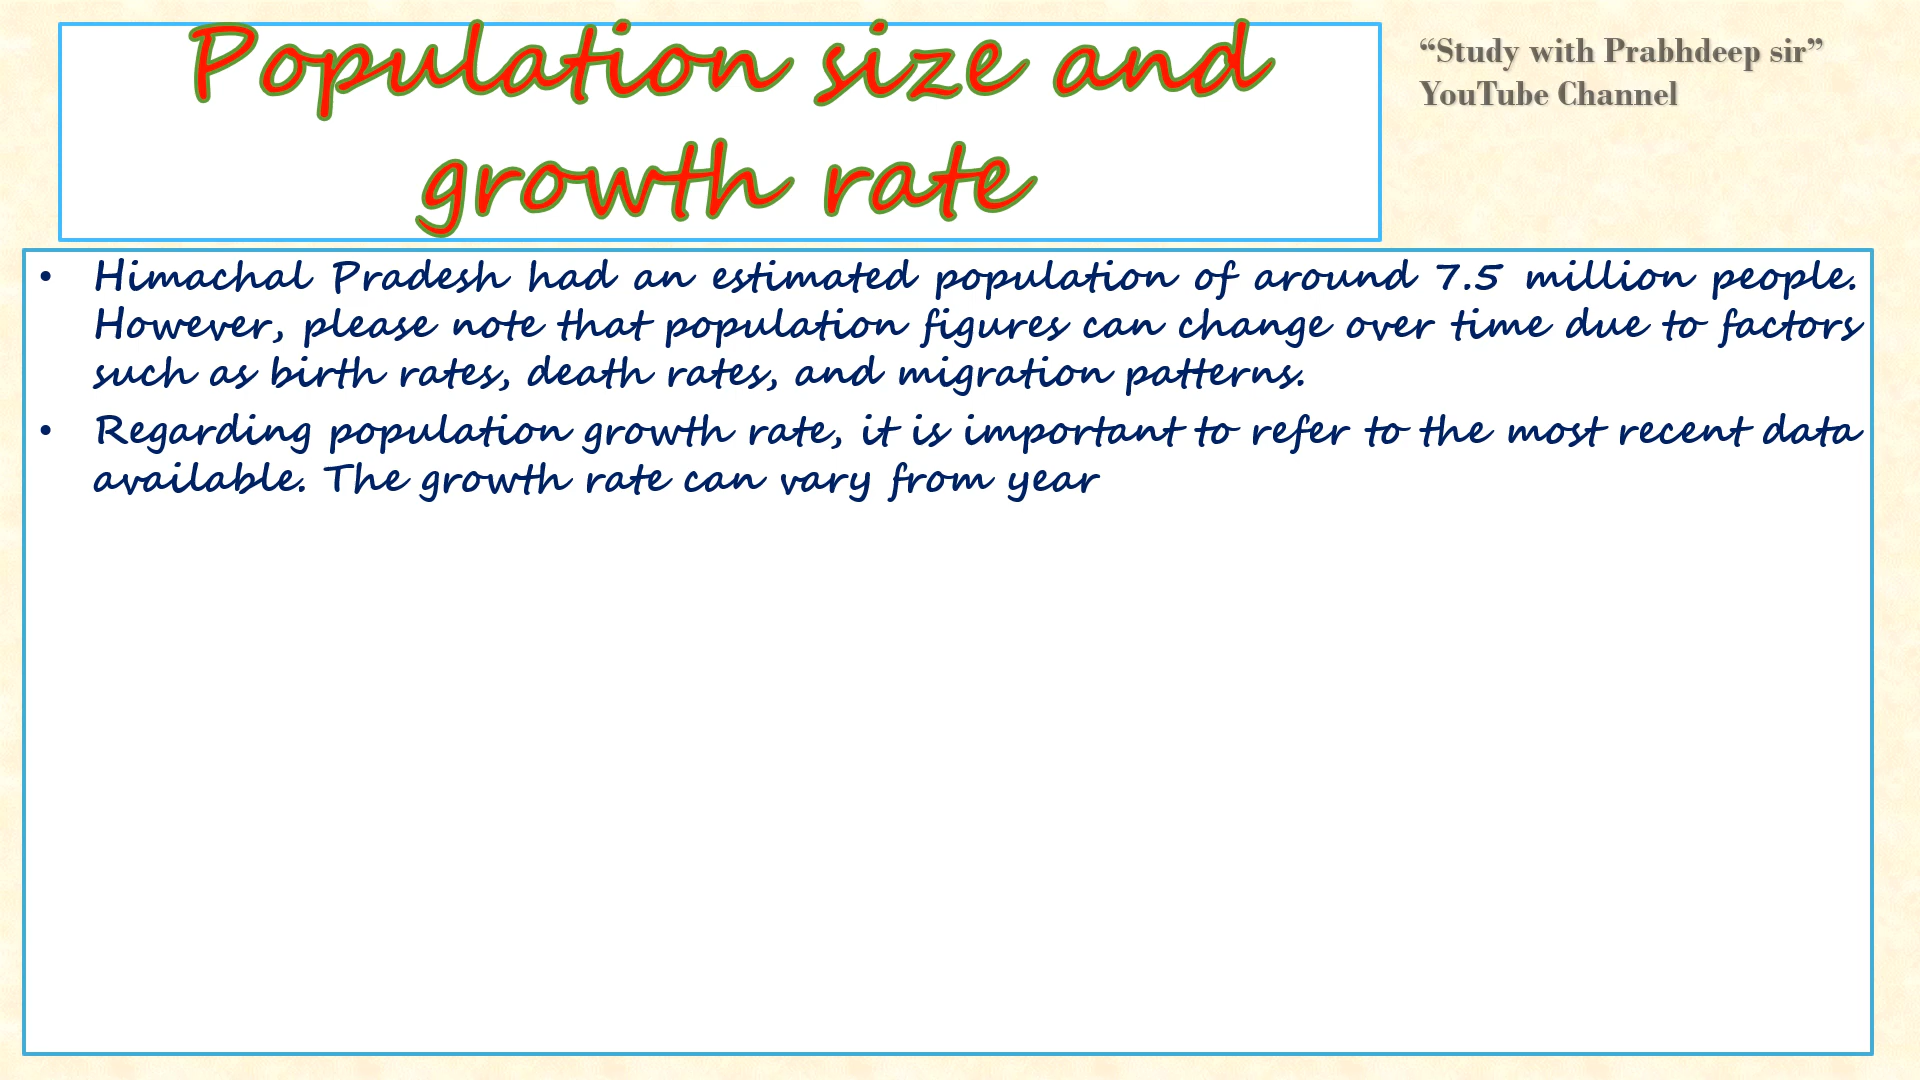 Population size and
growth rate
“Study with Prabhdeep sir”
YouTube Channel
• Himachal Pradesh had an estimated population of around 7.5 million people.
However, please note that population figures can change over time due to factors
such as birth rates, death rates, and migration patterns.
• Regarding population growth rate, it is important to refer to the most recent data
available. The growth rate can vary from year